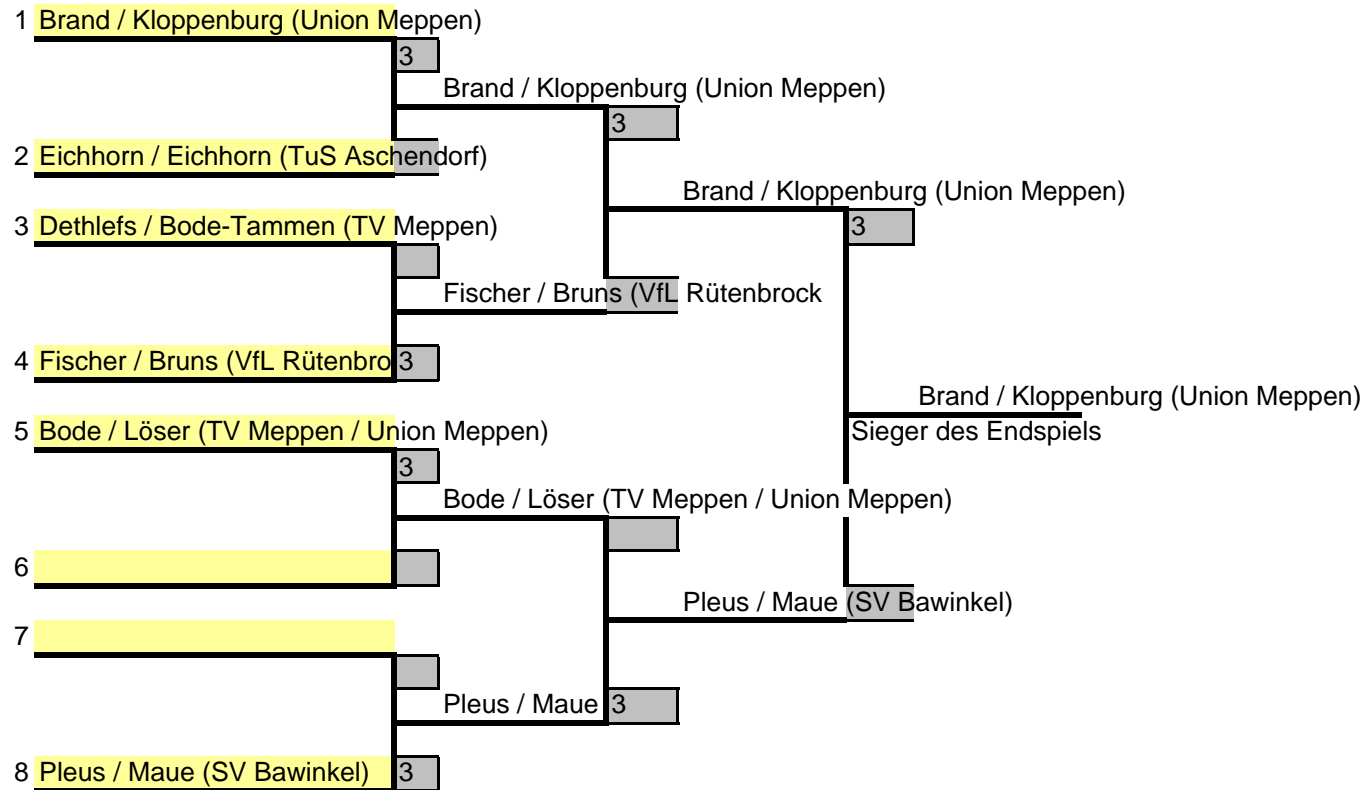 1 Brand / Kloppenburg (Union Meppen)
3
Brand / Kloppenburg (Union Meppen)
3
2 Eichhorn / Eichhorn (TuS Aschendorf)
Brand / Kloppenburg (Union Meppen)
3 Dethlefs / Bode-Tammen (TV Meppen)
3
Fischer / Bruns (VfL Rütenbrock
4 Fischer / Bruns (VfL Rütenbro 3
Brand / Kloppenburg (Union Meppen)
5 Bode / Löser (TV Meppen / Union Meppen)
Sieger des Endspiels
3
Bode / Löser (TV Meppen / Union Meppen)
6
Pleus / Maue (SV Bawinkel)
7
Pleus / Maue 3
8 Pleus / Maue (SV Bawinkel) 3